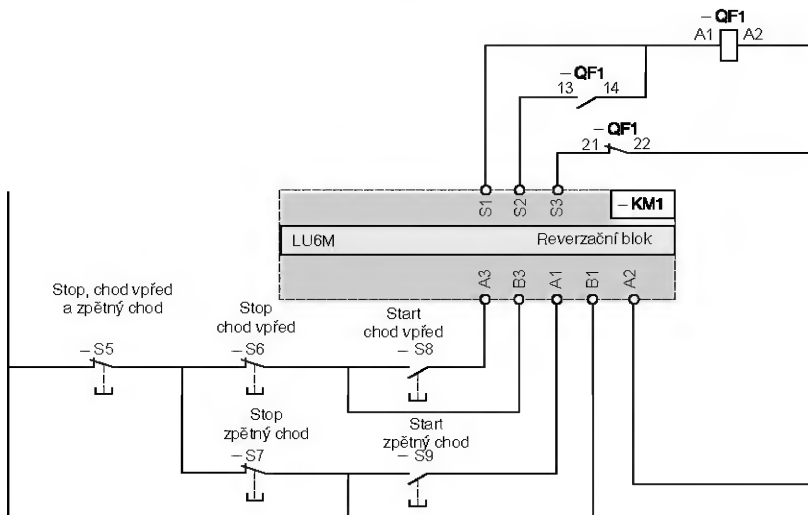 – QF1
A1 A2
– QF1
13 14
– QF1
21 22
S1 S2 S3
– KM1
LU6M Reverzační blok
A3 B3 A1 B1 A2
Stop, chod vpřed
a zpětný chod
– S5
Stop
chod vpřed
– S6
Start
chod vpřed
– S8
Stop
zpětný chod
– S7
Start
zpětný chod
– S9